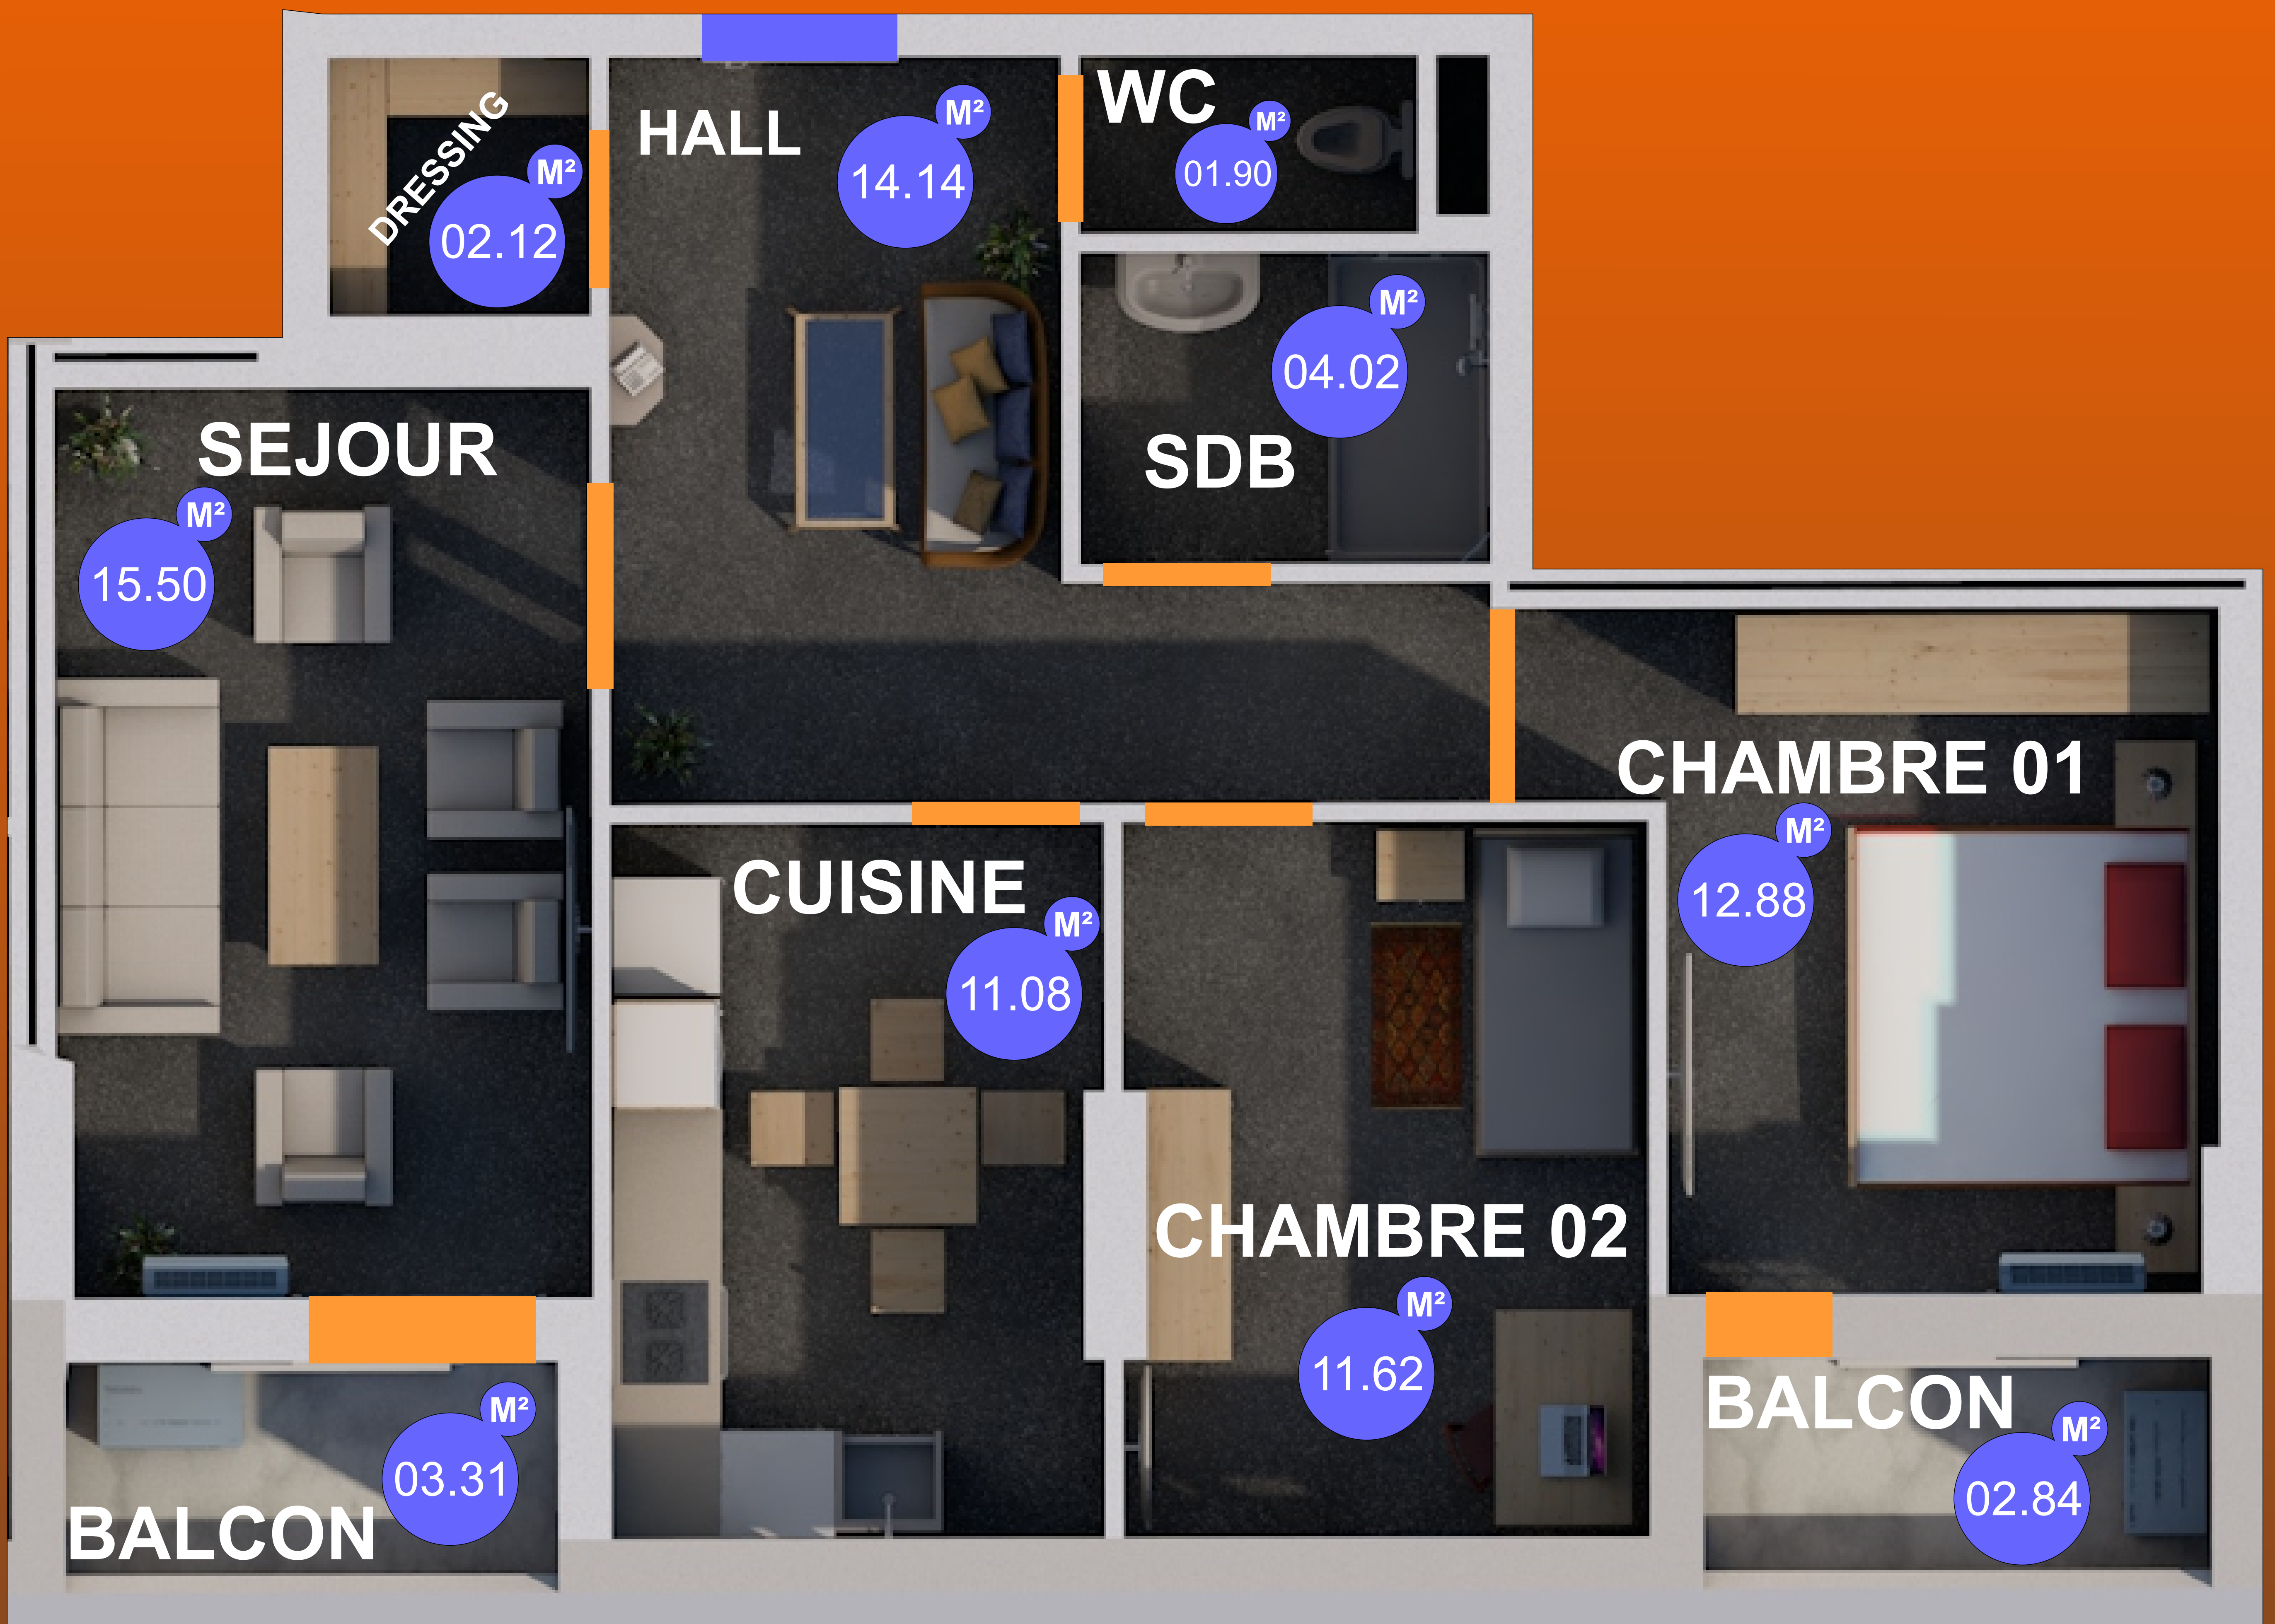 DRESSING
M²
02.12
HALL
M²
14.14
WC
M²
01.90
M²
04.02
SDB
SEJOUR
M²
15.50
CHAMBRE 01
M²
12.88
CUISINE
M²
11.08
CHAMBRE 02
M²
11.62
M²
03.31
BALCON
BALCON
M²
02.84